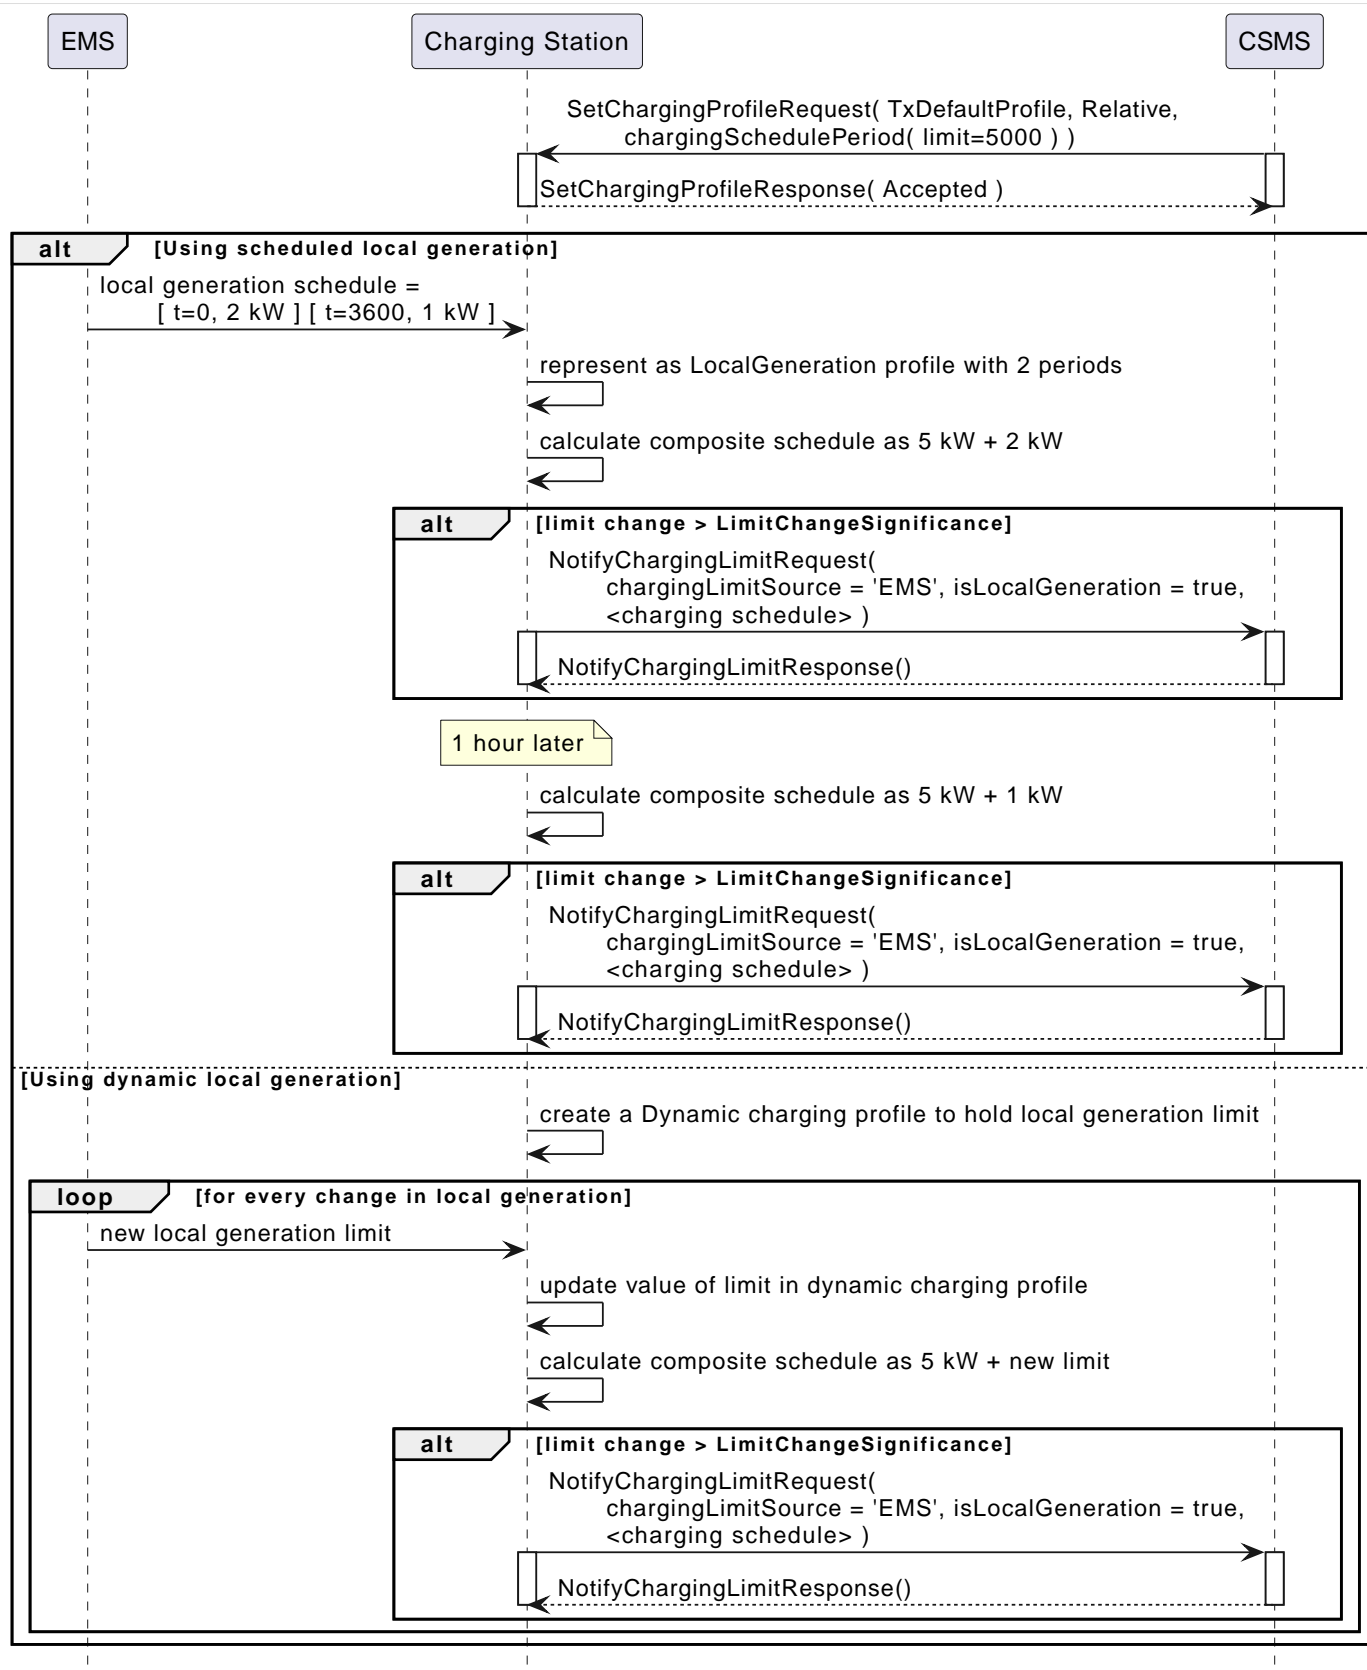 EMS
Charging Station
CSMS
SetChargingProfileRequest( TxDefaultProfile, Relative,
chargingSchedulePeriod( limit=5000 ) )
SetChargingProfileResponse( Accepted )
alt
[Using scheduled local generation]
local generation schedule =
[ t=0, 2 kW ] [ t=3600, 1 kW ]
represent as LocalGeneration profile with 2 periods
calculate composite schedule as 5 kW + 2 kW
alt
[limit change > LimitChangeSignificance]
NotifyChargingLimitRequest(
chargingLimitSource = 'EMS', isLocalGeneration = true,
<charging schedule> )
NotifyChargingLimitResponse()
1 hour later
calculate composite schedule as 5 kW + 1 kW
alt
[limit change > LimitChangeSignificance]
NotifyChargingLimitRequest(
chargingLimitSource = 'EMS', isLocalGeneration = true,
<charging schedule> )
NotifyChargingLimitResponse()
[Using dynamic local generation]
create a Dynamic charging profile to hold local generation limit
loop
[for every change in local generation]
new local generation limit
update value of limit in dynamic charging profile
calculate composite schedule as 5 kW + new limit
alt
[limit change > LimitChangeSignificance]
NotifyChargingLimitRequest(
chargingLimitSource = 'EMS', isLocalGeneration = true,
<charging schedule> )
NotifyChargingLimitResponse()